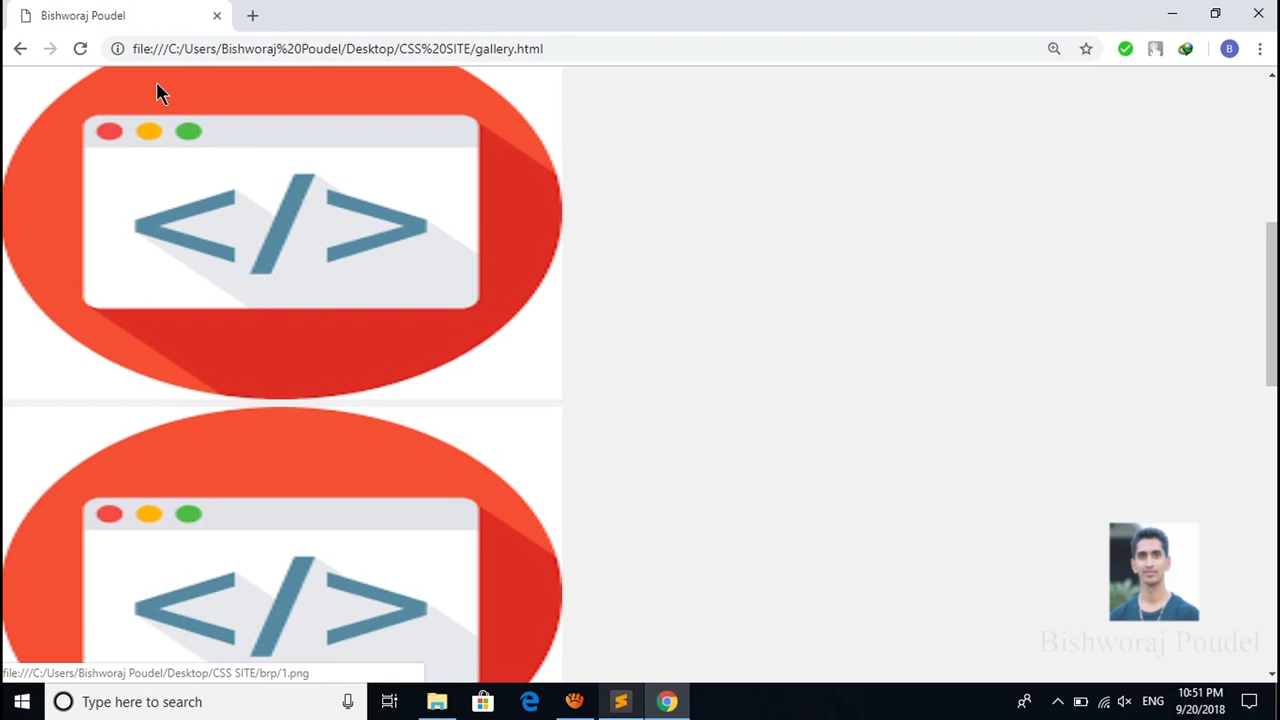 Bishworaj Poudel
file:///C:/Users/Bishworaj%20Poudel/Desktop/CSS%20SITE/gallery.html
B
</>
</>
Bishworaj Poudel
file:///C:/Users/Bishworaj Poudel/Desktop/CSS SITE/brp/1.png
Type here to search
ENG
10:51 PM
9/20/2018